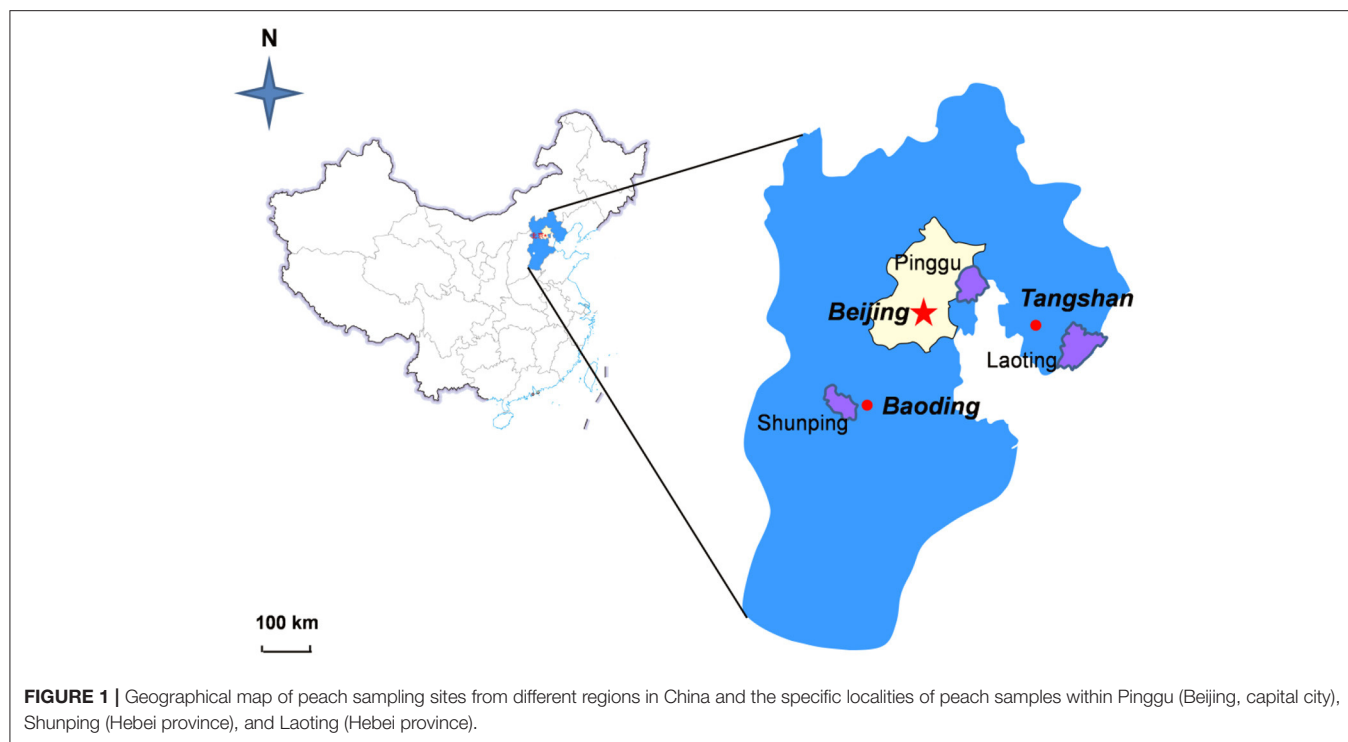 N
Pinggu
Beijing
Tangshan
Laoting
Baoding
Shunping
100 km
FIGURE 1 | Geographical map of peach sampling sites from different regions in China and the specific localities of peach samples within Pinggu (Beijing, capital city),
Shunping (Hebei province), and Laoting (Hebei province).